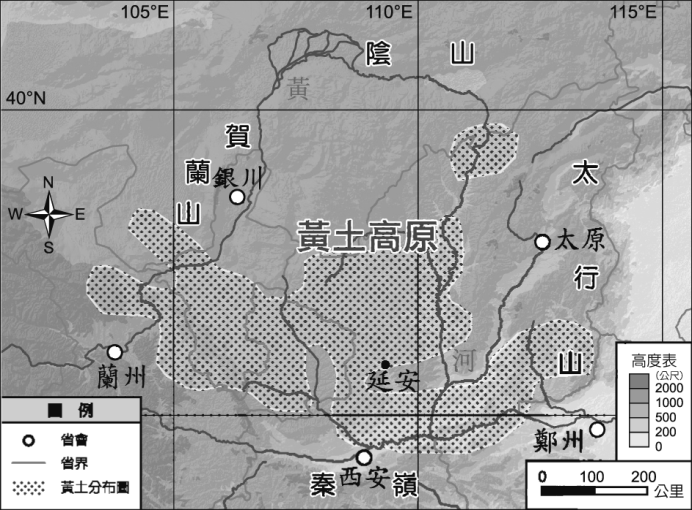 105°E
110°E
115°E
40°N
陰山
黃
賀蘭山
銀川
太行山
N
W E
S
黃土高原
太原
河
延安
蘭州
鄭州
西安
秦嶺
圖例
省會
省界
黃土分布圖
高度表
(公尺)
2000
1000
500
200
0
0 100 200
公里